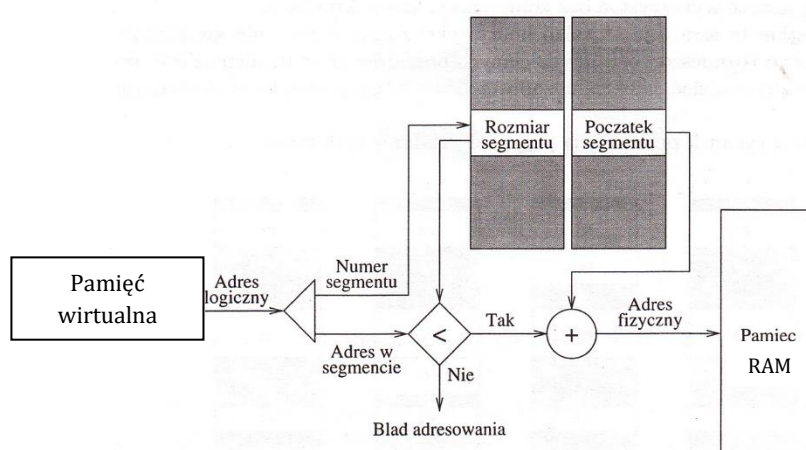 Rozmiar
segmentu
Poczatek
segmentu
Pamięć
wirtualna
Adres
logiczny
Numer
segmentu
Adres w
segmencie
<
Tak
Nie
Blad adresowania
+
Adres
fizyczny
Pamiec
RAM